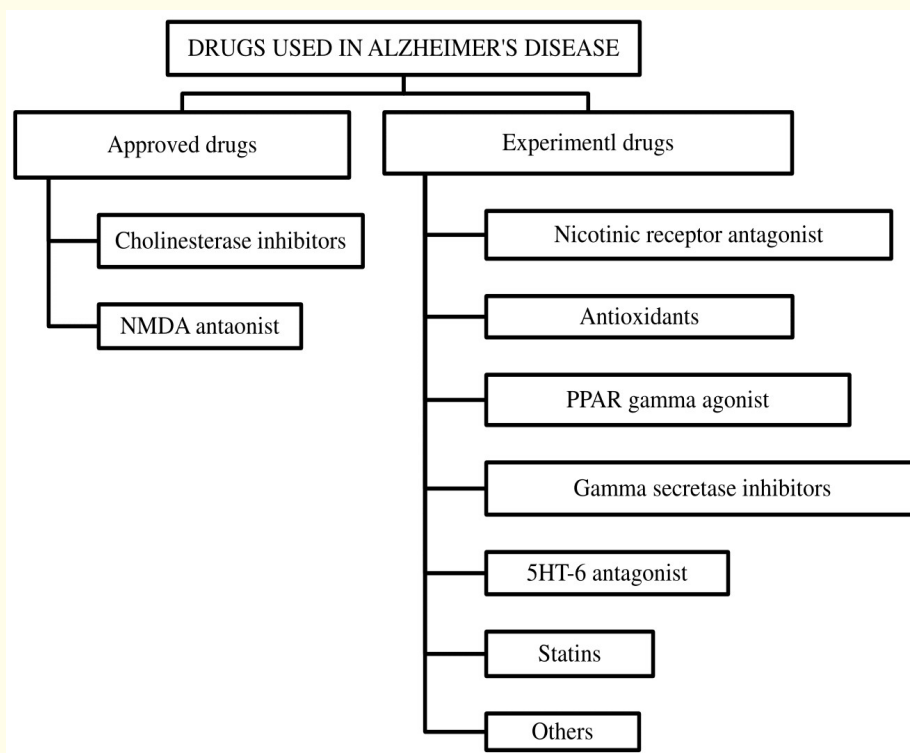 DRUGS USED IN ALZHEIMER'S DISEASE
Approved drugs
Cholinesterase inhibitors
NMDA antaonist
Experimentl drugs
Nicotinic receptor antagonist
Antioxidants
PPAR gamma agonist
Gamma secretase inhibitors
5HT-6 antagonist
Statins
Others